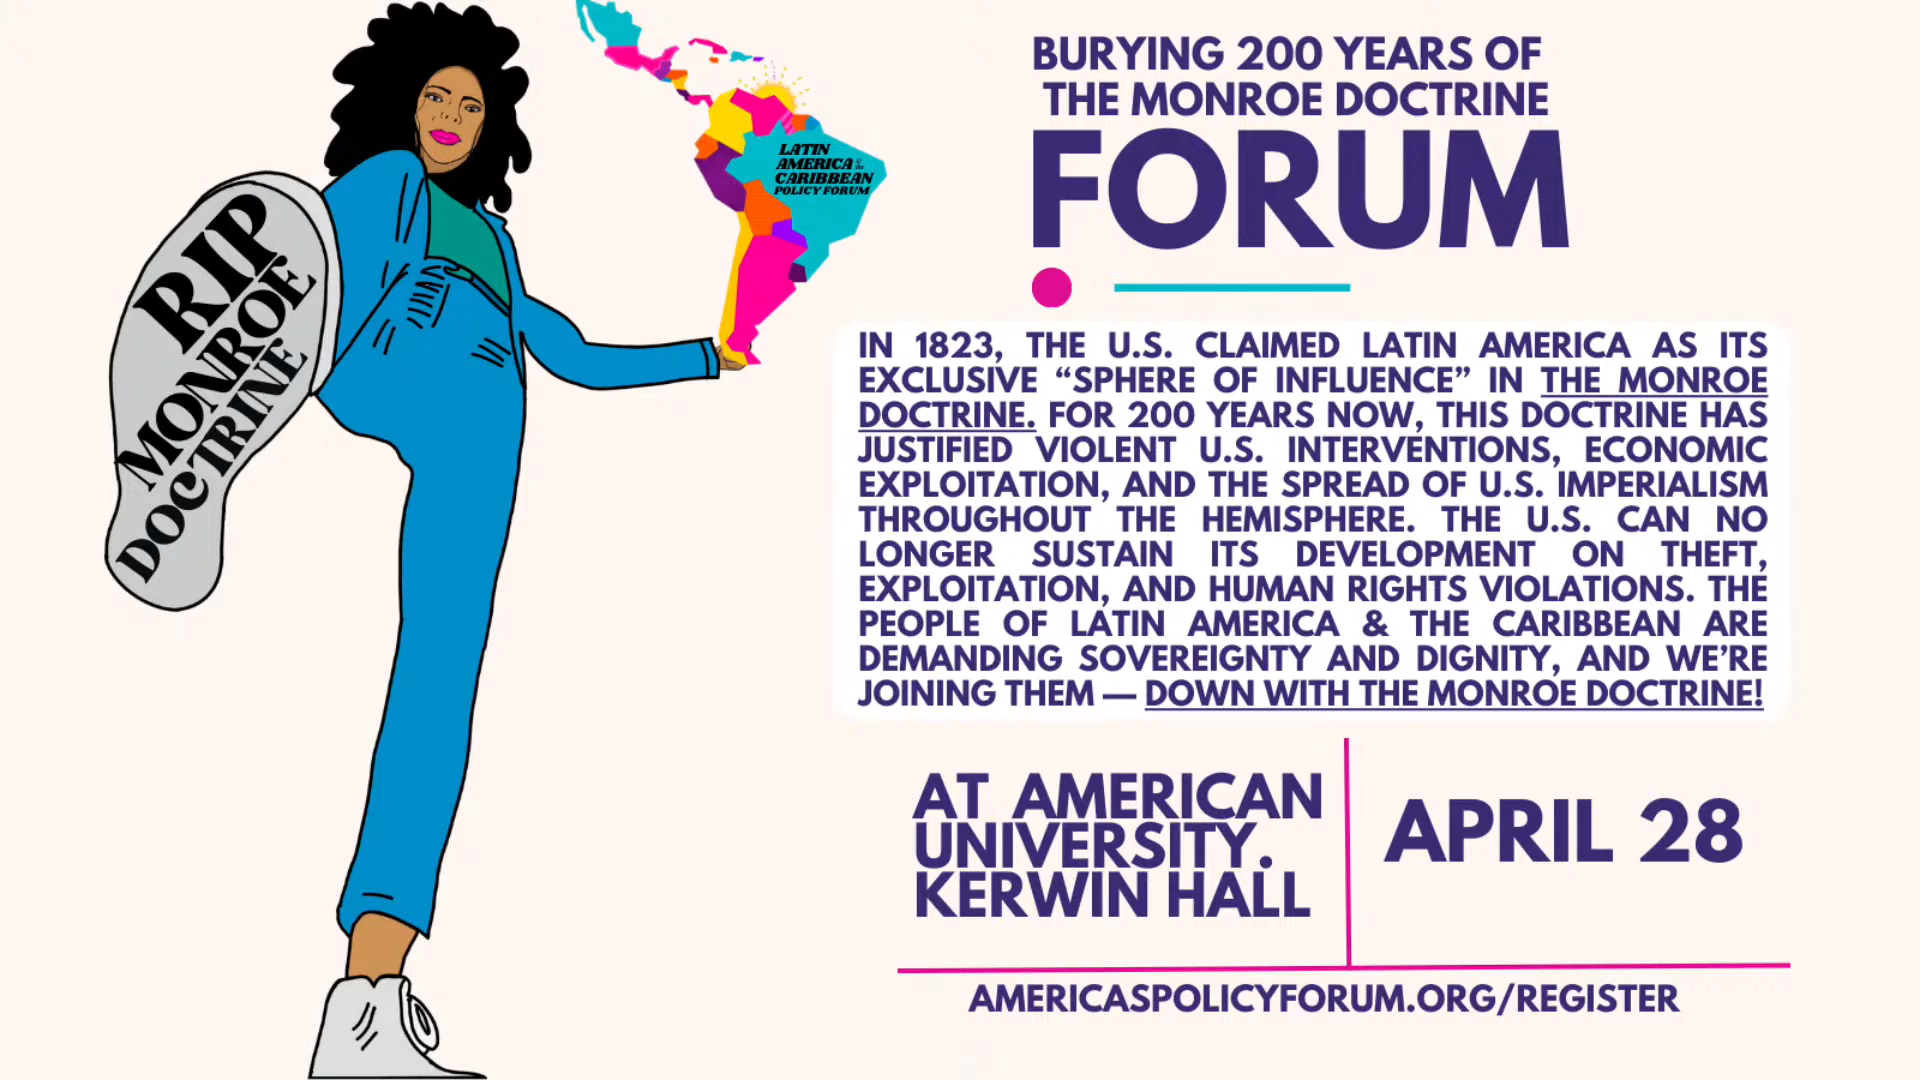 RIP
MONROE
DOCTRINE
LATIN
AMERICA & the
CARIBBEAN
POLICY FORUM
BURYING 200 YEARS OF
THE MONROE DOCTRINE
FORUM
IN 1823, THE U.S. CLAIMED LATIN AMERICA AS ITS
EXCLUSIVE “SPHERE OF INFLUENCE” IN THE MONROE
DOCTRINE. FOR 200 YEARS NOW, THIS DOCTRINE HAS
JUSTIFIED VIOLENT U.S. INTERVENTIONS, ECONOMIC
EXPLOITATION, AND THE SPREAD OF U.S. IMPERIALISM
THROUGHOUT THE HEMISPHERE. THE U.S. CAN NO
LONGER SUSTAIN ITS DEVELOPMENT ON THEFT,
EXPLOITATION, AND HUMAN RIGHTS VIOLATIONS. THE
PEOPLE OF LATIN AMERICA & THE CARIBBEAN ARE
DEMANDING SOVEREIGNTY AND DIGNITY, AND WE’RE
JOINING THEM — DOWN WITH THE MONROE DOCTRINE!
AT AMERICAN
UNIVERSITY.
KERWIN HALL
APRIL 28
AMERICASPOLICYFORUM.ORG/REGISTER